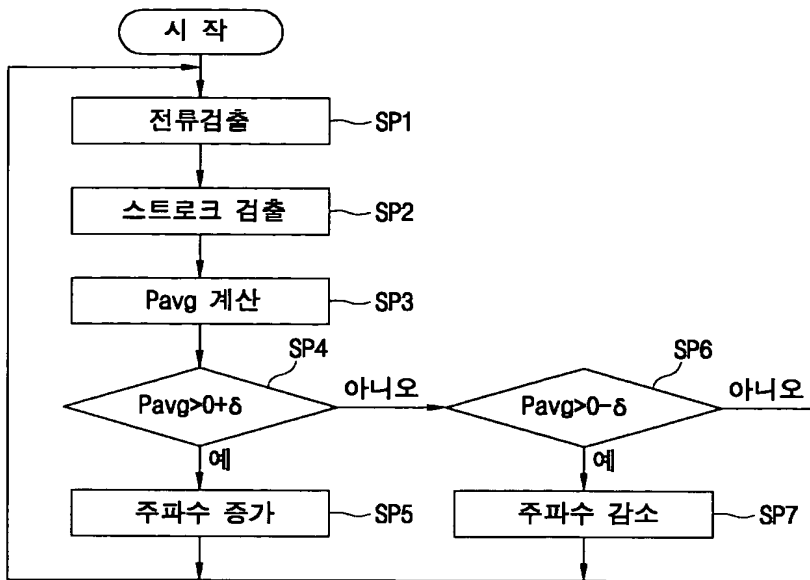 시 작
전류검출
SP1
스트로크 검출
SP2
Pavg 계산
SP3
SP4
Pavg>0+δ
아니오
예
주파수 증가
SP5
SP6
Pavg>0-δ
아니오
예
주파수 감소
SP7